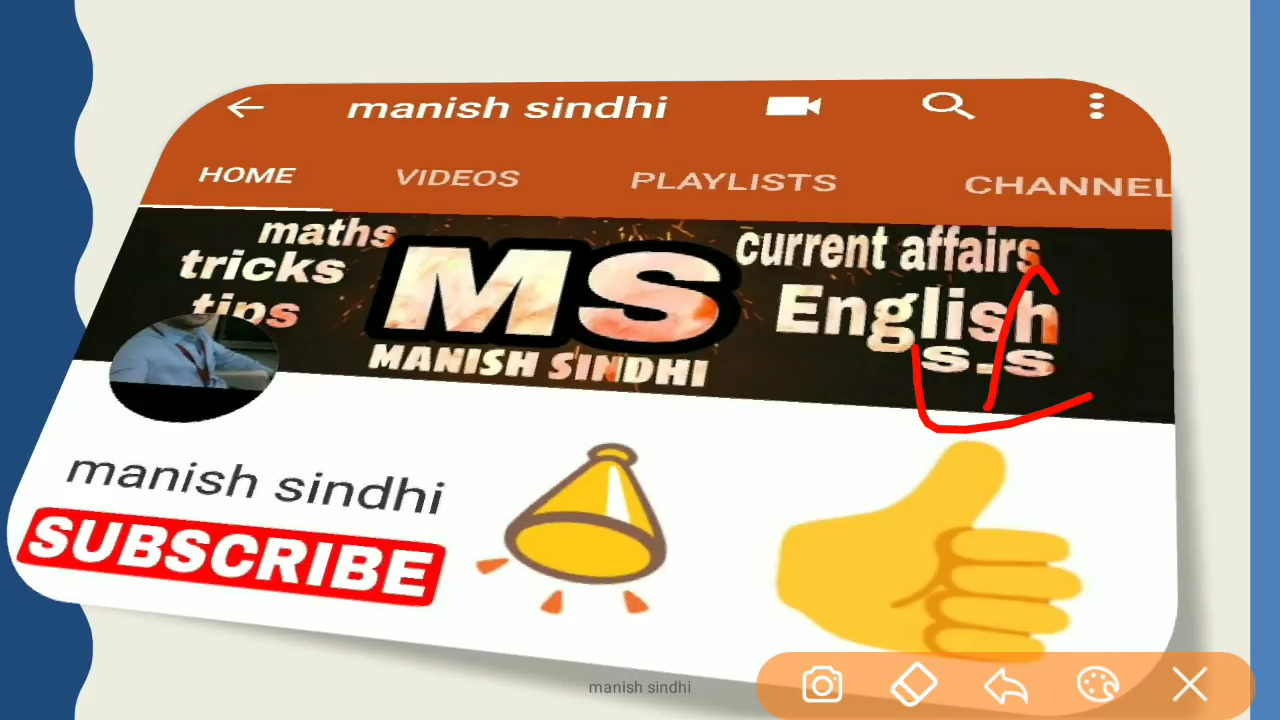 manish sindhi
HOME VIDEOS PLAYLISTS CHANNEL
maths
tricks
tips
MS
MANISH SINDHI
current affairs
English
s.s
manish sindhi
SUBSCRIBE
manish sindhi